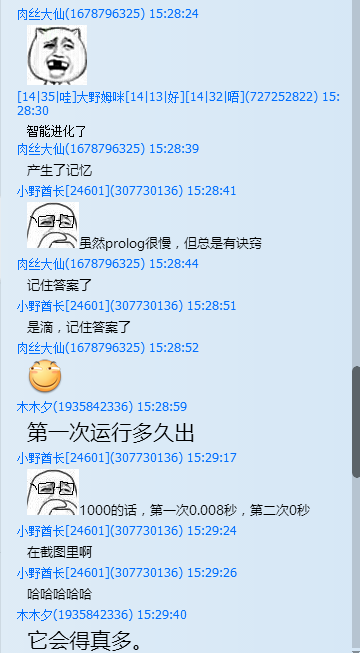 肉丝大仙(1678796325) 15:28:24
[14|35|哇]大野姆咪[14|13|好][14|32|唔](727252822) 15:
28:30
智能进化了
肉丝大仙(1678796325) 15:28:39
产生了记忆
小野酋长[24601](307730136) 15:28:41
虽然prolog很慢，但总是有诀窍
肉丝大仙(1678796325) 15:28:44
记住答案了
小野酋长[24601](307730136) 15:28:51
是滴，记住答案了
肉丝大仙(1678796325) 15:28:52
木木夕(1935842336) 15:28:59
第一次运行多久出
小野酋长[24601](307730136) 15:29:17
1000的话，第一次0.008秒，第二次0秒
小野酋长[24601](307730136) 15:29:24
在截图里啊
小野酋长[24601](307730136) 15:29:26
哈哈哈哈哈
木木夕(1935842336) 15:29:40
它会得真多。